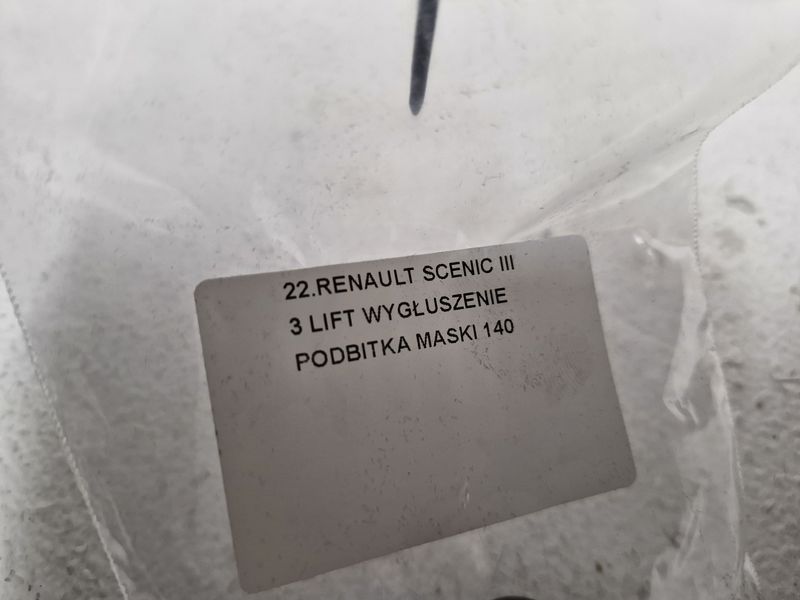 22.RENAULT SCENIC III
3 LIFT WYGŁUSZENIE
PODBITKA MASKI 140